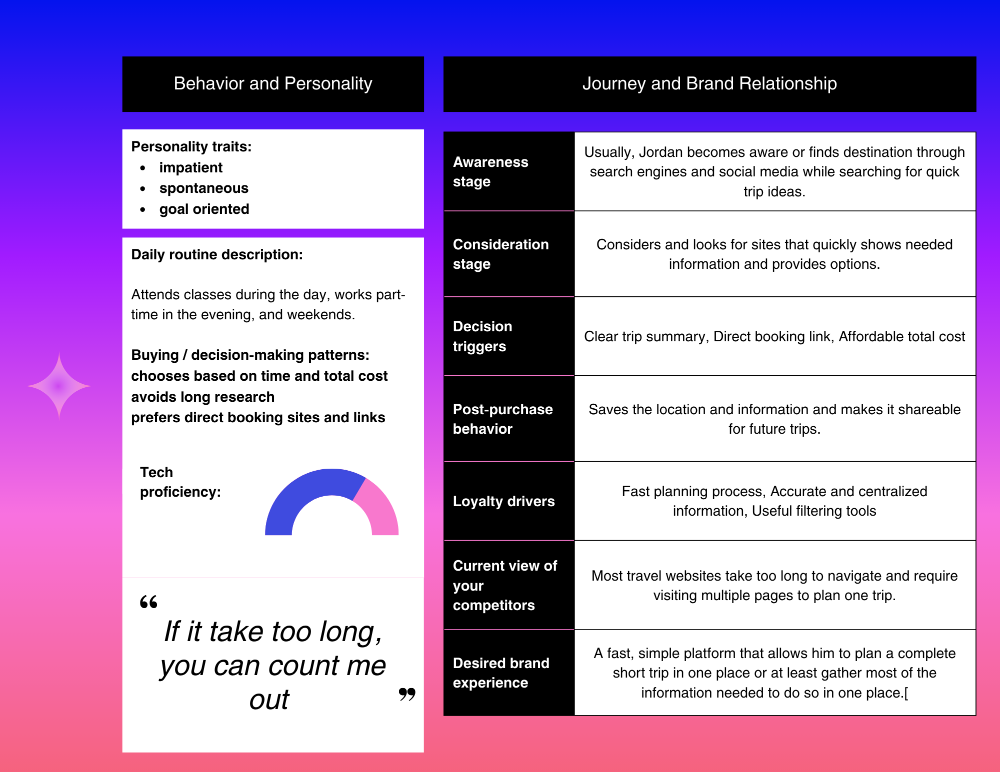 Behavior and Personality
Personality traits:
• impatient
• spontaneous
• goal oriented
Daily routine description:
Attends classes during the day, works part-
time in the evening, and weekends.
Buying / decision-making patterns:
chooses based on time and total cost
avoids long research
prefers direct booking sites and links
Tech
proficiency:
“
If it take too long,
you can count me
out
”
Journey and Brand Relationship
Awareness
stage
Usually, Jordan becomes aware or finds destination through
search engines and social media while searching for quick
trip ideas.
Consideration
stage
Considers and looks for sites that quickly shows needed
information and provides options.
Decision
triggers
Clear trip summary, Direct booking link, Affordable total cost
Post-purchase
behavior
Saves the location and information and makes it shareable
for future trips.
Loyalty drivers
Fast planning process, Accurate and centralized
information, Useful filtering tools
Current view of
your
competitors
Most travel websites take too long to navigate and require
visiting multiple pages to plan one trip.
Desired brand
experience
A fast, simple platform that allows him to plan a complete
short trip in one place or at least gather most of the
information needed to do so in one place.[